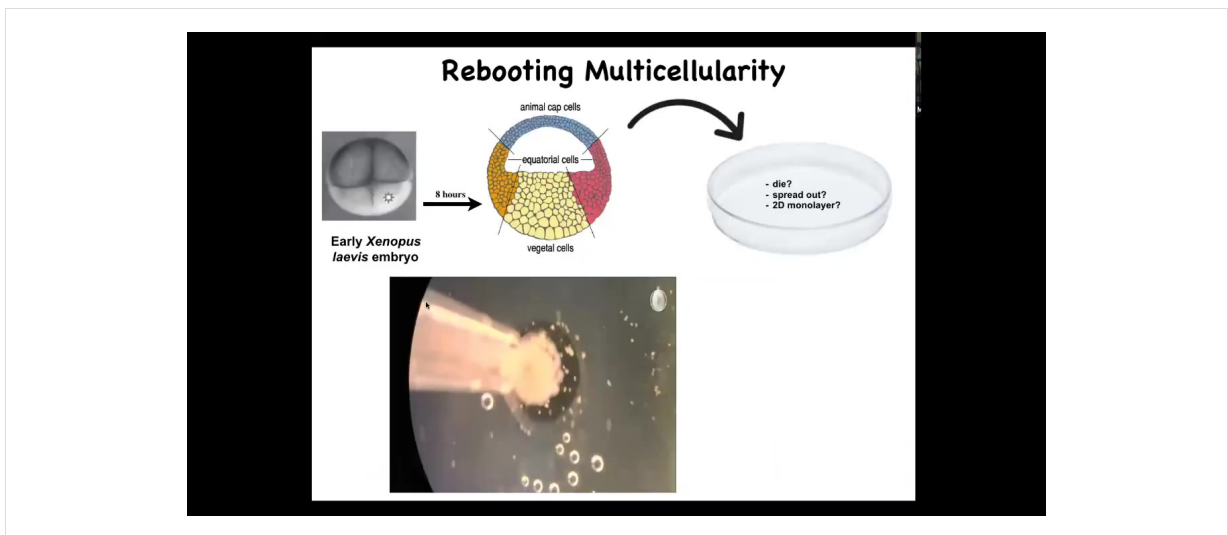 Rebooting Multicellularity
animal cap cells
equatorial cells
8 hours
vegetal cells
Early Xenopus
laevis embryo
- die?
- spread out?
- 2D monolayer?